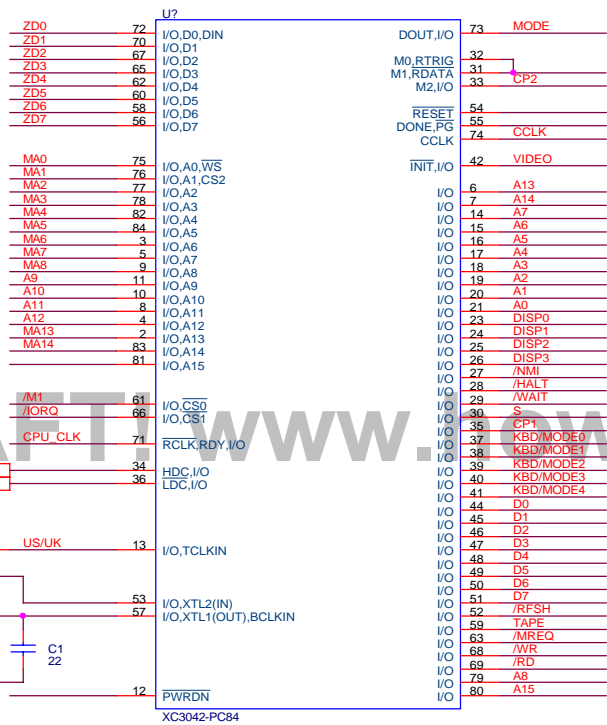 U?
ZD0 72 I/O,D0,DIN DOUT,I/O 73 MODE
ZD1 70 I/O,D1
ZD2 67 I/O,D2 M0,RTRIG 32
ZD3 65 I/O,D3 M1,RDATA 31
ZD4 62 I/O,D4 M2,I/O 33 CP2
ZD5 60 I/O,D5
ZD6 58 I/O,D6 RESET 54
ZD7 56 I/O,D7 DONE,PG 55
CCLK 74 CCLK
MA0 75 I/O,A0,WS INIT,I/O 42 VIDEO
MA1 76 I/O,A1,CS2
MA2 77 I/O,A2 I/O 6 A13
MA3 78 I/O,A3 I/O 7 A14
MA4 82 I/O,A4 I/O 14 A7
MA5 84 I/O,A5 I/O 15 A6
MA6 3 I/O,A6 I/O 16 A5
MA7 5 I/O,A7 I/O 17 A4
MA8 9 I/O,A8 I/O 18 A3
A9 11 I/O,A9 I/O 19 A2
A10 10 I/O,A10 I/O 20 A1
A11 8 I/O,A11 I/O 21 A0
A12 4 I/O,A12 I/O 23 DISP0
MA13 2 I/O,A13 I/O 24 DISP1
MA14 83 I/O,A14 I/O 25 DISP2
81 I/O,A15 I/O 26 DISP3
I/O 27 /NMI
I/O 28 /HALT
/M1 61 I/O,CS0 I/O 29 /WAIT
/IORQ 66 I/O,CS1 I/O 30 S
I/O 35 CP1
CPU_CLK 71 RCLK,RDY,I/O I/O 37 KBD/MODE0
I/O 38 KBD/MODE1
34 HDC,I/O I/O 39 KBD/MODE2
36 LDC,I/O I/O 40 KBD/MODE3
I/O 41 KBD/MODE4
I/O 44 D0
I/O 45 D1
I/O 46 D2
US/UK 13 I/O,TCLKIN I/O 47 D3
I/O 48 D4
I/O 49 D5
I/O 50 D6
53 I/O,XTL2(IN) I/O 51 D7
57 I/O,XTL1(OUT),BCLKIN I/O 52 /RFSH
I/O 59 TAPE
I/O 63 /MREQ
C1 I/O 68 /WR
22 I/O 69 /RD
I/O 79 A8
12 PWRDN I/O 80 A15
XC3042-PC84
AFT! www.how